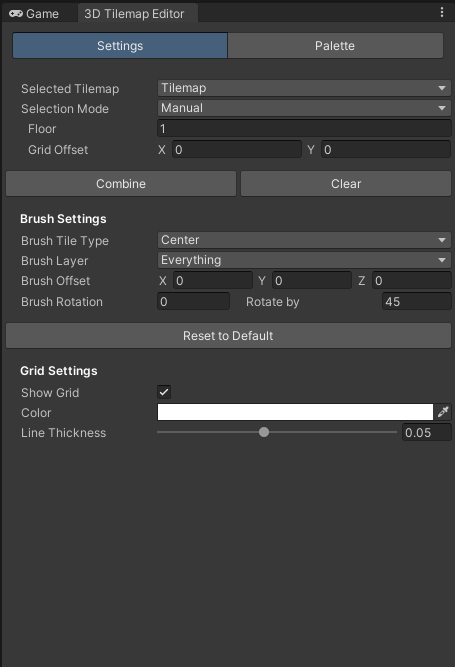 Game 3D Tilemap Editor
Settings Palette
Selected Tilemap Tilemap
Selection Mode Manual
Floor 1
Grid Offset X 0 Y 0
Combine Clear
Brush Settings
Brush Tile Type Center
Brush Layer Everything
Brush Offset X 0 Y 0 Z 0
Brush Rotation 0 Rotate by 45
Reset to Default
Grid Settings
Show Grid
Color
Line Thickness 0.05